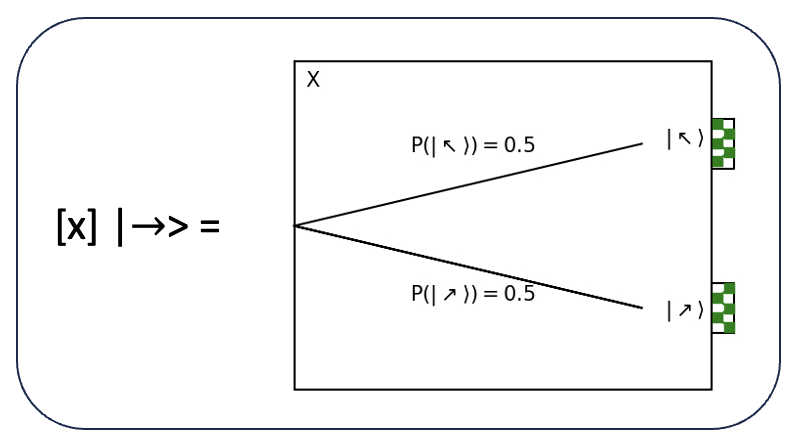 X
P(| ↖ ⟩) = 0.5
| ↖ ⟩
[x] |→> =
P(| ↗ ⟩) = 0.5
| ↗ ⟩